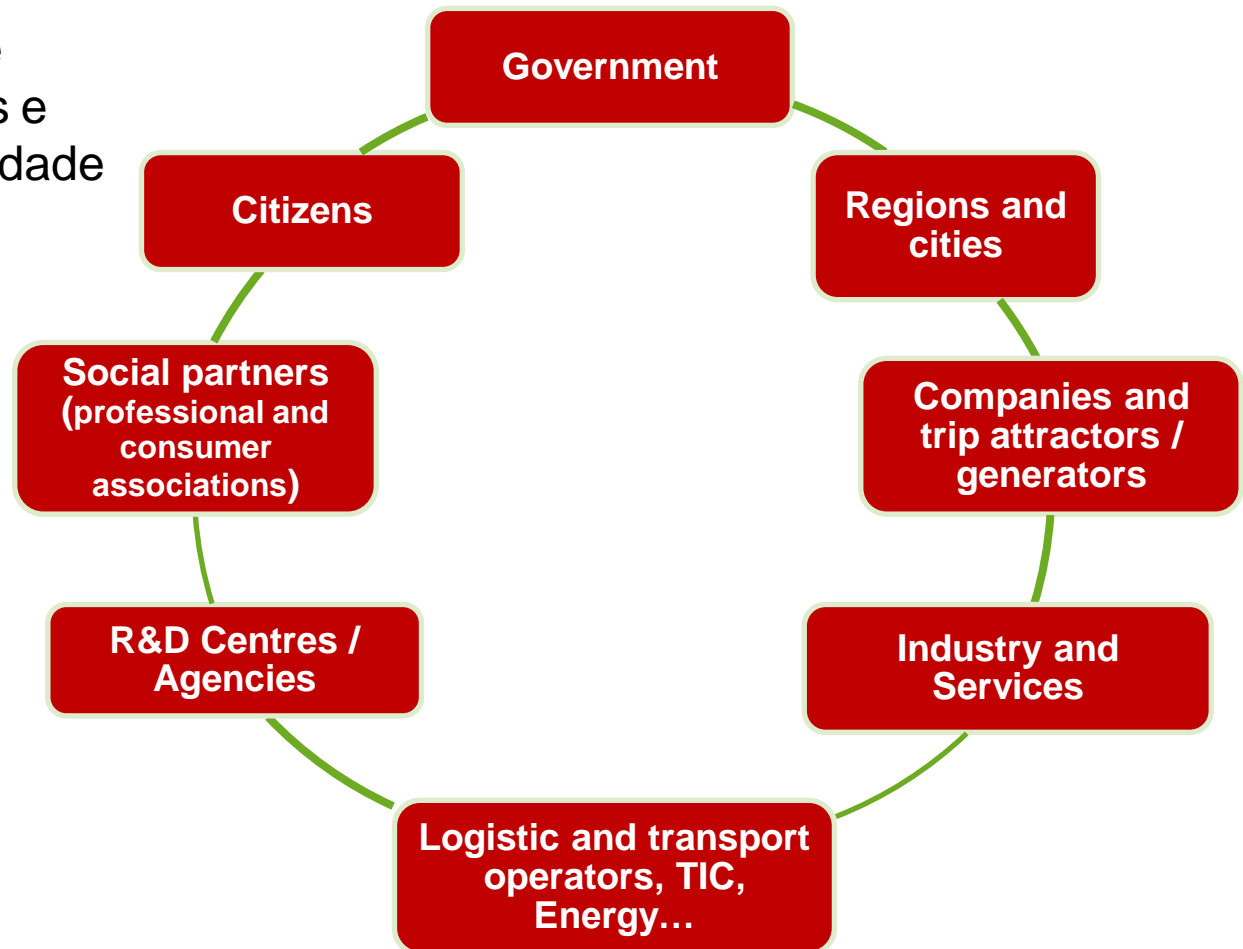 s e
dade
Government
Citizens
Regions and
cities
Social partners
(professional and
consumer
associations)
Companies and
trip attractors /
generators
R&D Centres /
Agencies
Industry and
Services
Logistic and transport
operators, TIC,
Energy…